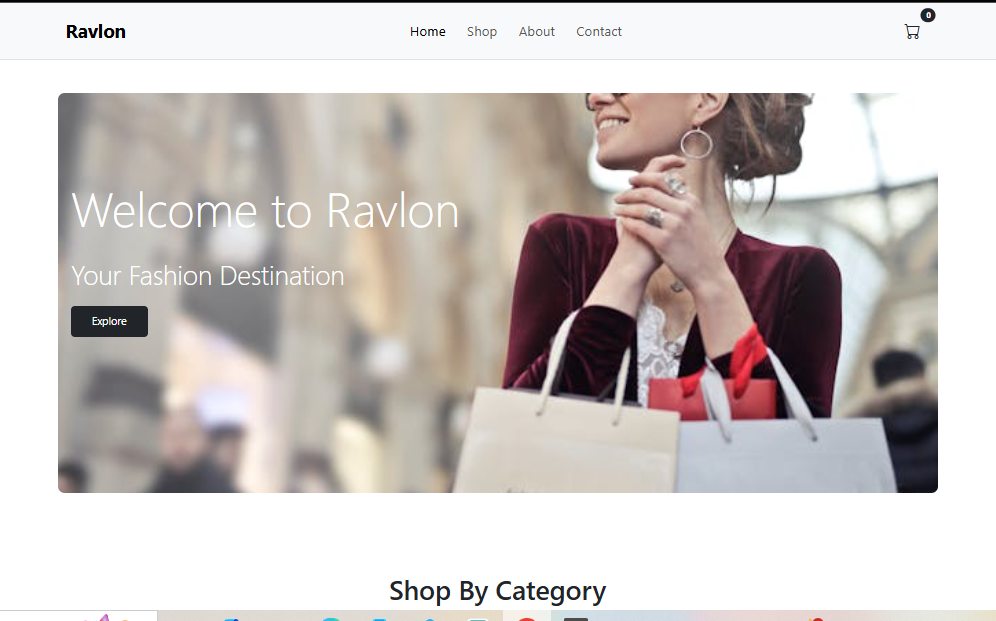 Ravlon
Home Shop About Contact
0
Welcome to Ravlon
Your Fashion Destination
Explore
Shop By Category